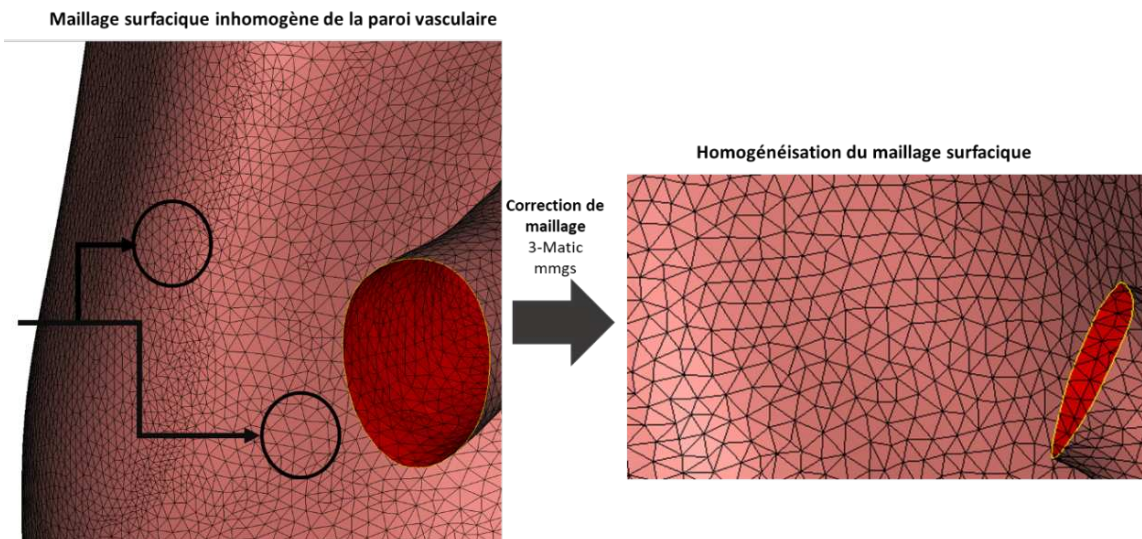 Maillage surfacique inhomogène de la paroi vasculaire
Homogénéisation du maillage surfacique
Correction de
maillage
3-Matic
mmgs